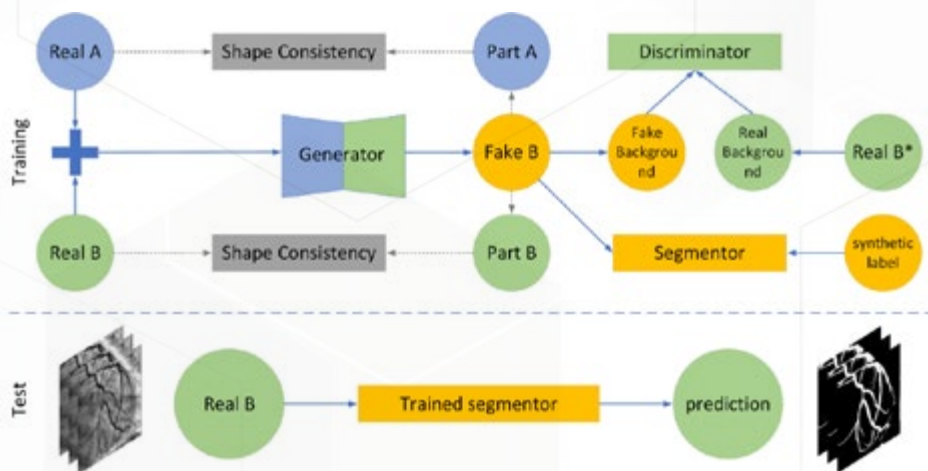 Real A
Shape Consistency
Part A
Discriminator
Training
Generator
Fake B
Fake
Backgrou
nd
Real
Backgrou
nd
Real B*
Real B
Shape Consistency
Part B
Segmentor
synthetic
label
Test
Real B
Trained segmentor
prediction